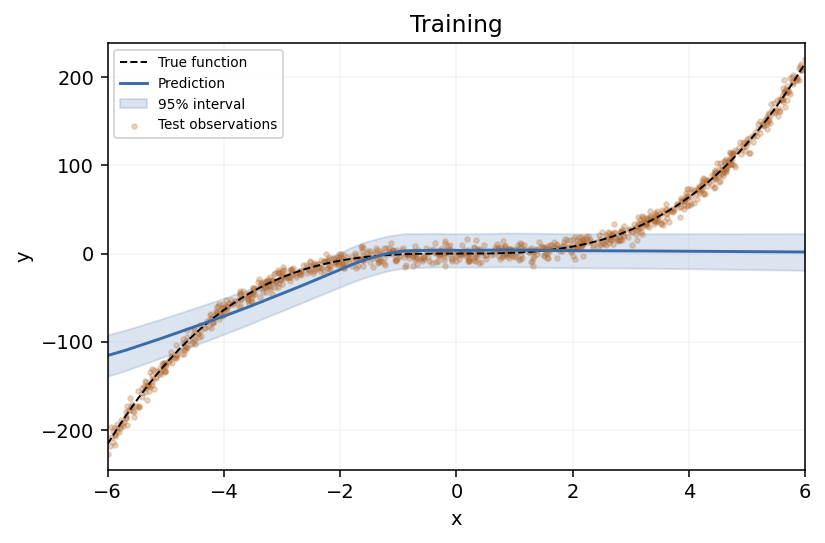 Training
True function
Prediction
95% interval
Test observations
y
200
100
0
−100
−200
−6
−4
−2
0
2
4
6
x